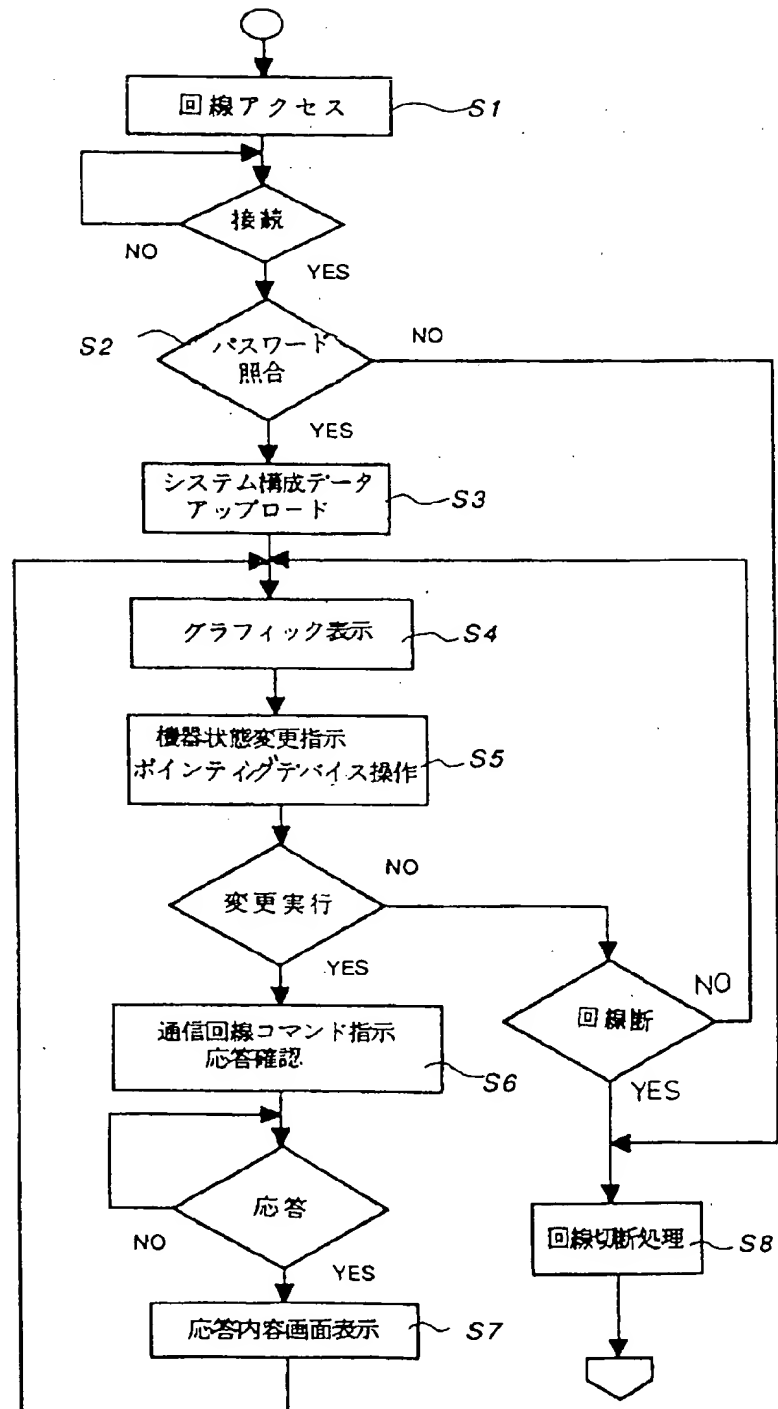 回線アクセス
S1
接続
NO
YES
S2
パスワード
照合
NO
YES
システム構成データ
アップロード
S3
グラフィック表示
S4
機器状態変更指示
ポインティングデバイス操作
S5
変更実行
NO
YES
回線断
NO
YES
通信回線コマンド指示
応答確認
S6
応答
NO
YES
回線切断処理
S8
応答内容画面表示
S7